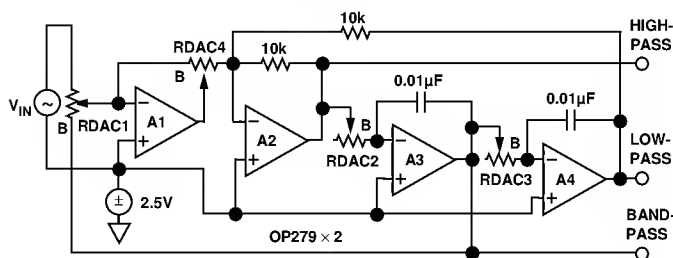 10k
HIGH-
PASS
RDAC4
10k
B
0.01µF
0.01µF
VIN
~
B
RDAC1
−
A1
+
−
A2
+
B
RDAC2
−
A3
+
B
RDAC3
−
A4
+
LOW-
PASS
±
2.5V
BAND-
PASS
OP279 × 2